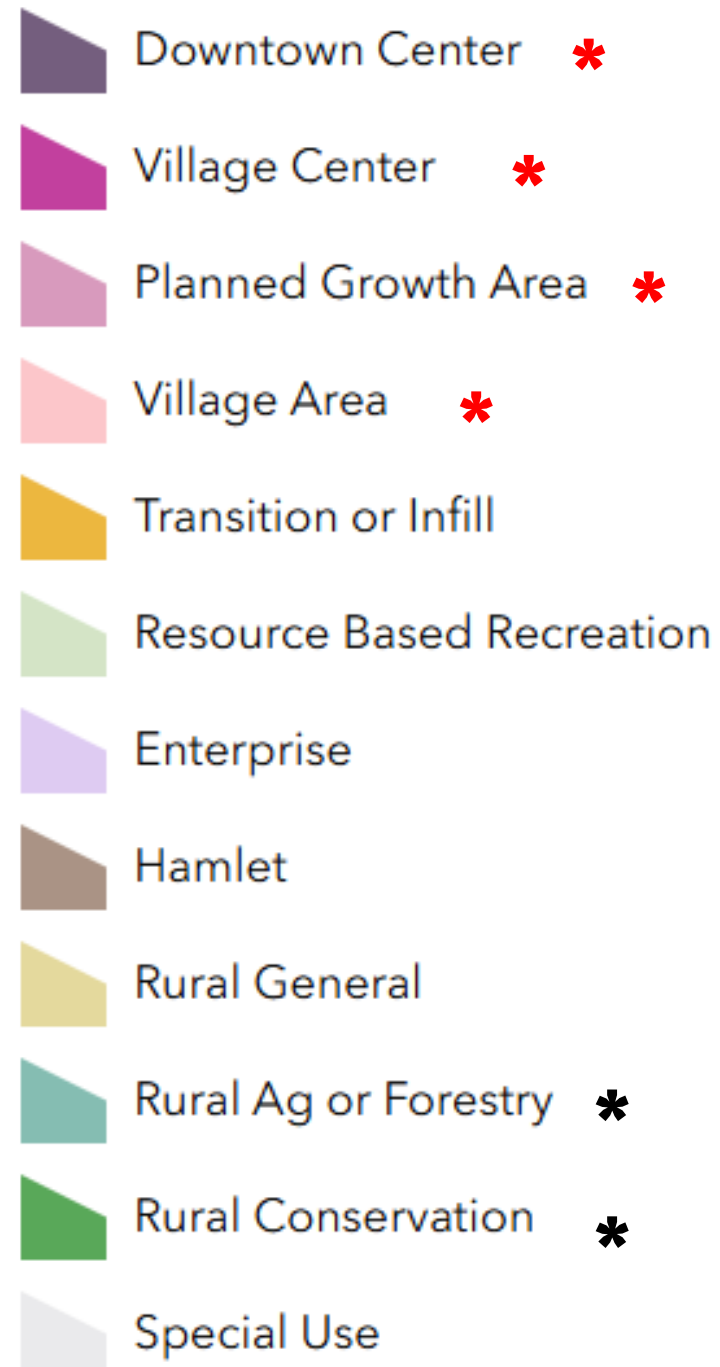 Downtown Center *
Village Center *
Planned Growth Area *
Village Area *
Transition or Infill
Resource Based Recreation
Enterprise
Hamlet
Rural General
Rural Ag or Forestry *
Rural Conservation *
Special Use